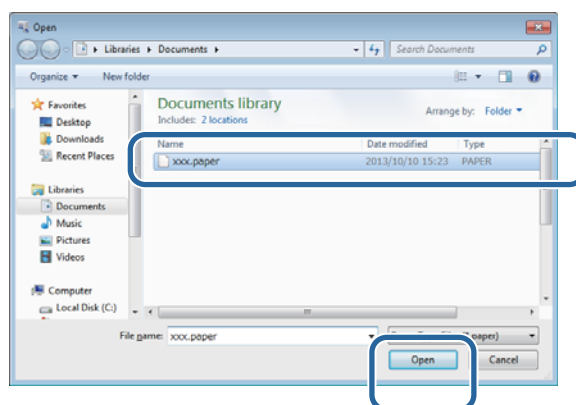 Open
Libraries ▸ Documents ▸
Search Documents
Organize ▾ New folder
Favorites
Desktop
Downloads
Recent Places
Libraries
Documents
Music
Pictures
Videos
Computer
Local Disk (C:)
Documents library
Includes: 2 locations
Arrange by: Folder ▾
Name Date modified Type
xxx.paper 2013/10/10 15:23 PAPER
File name: xxx.paper
paper)
Open Cancel